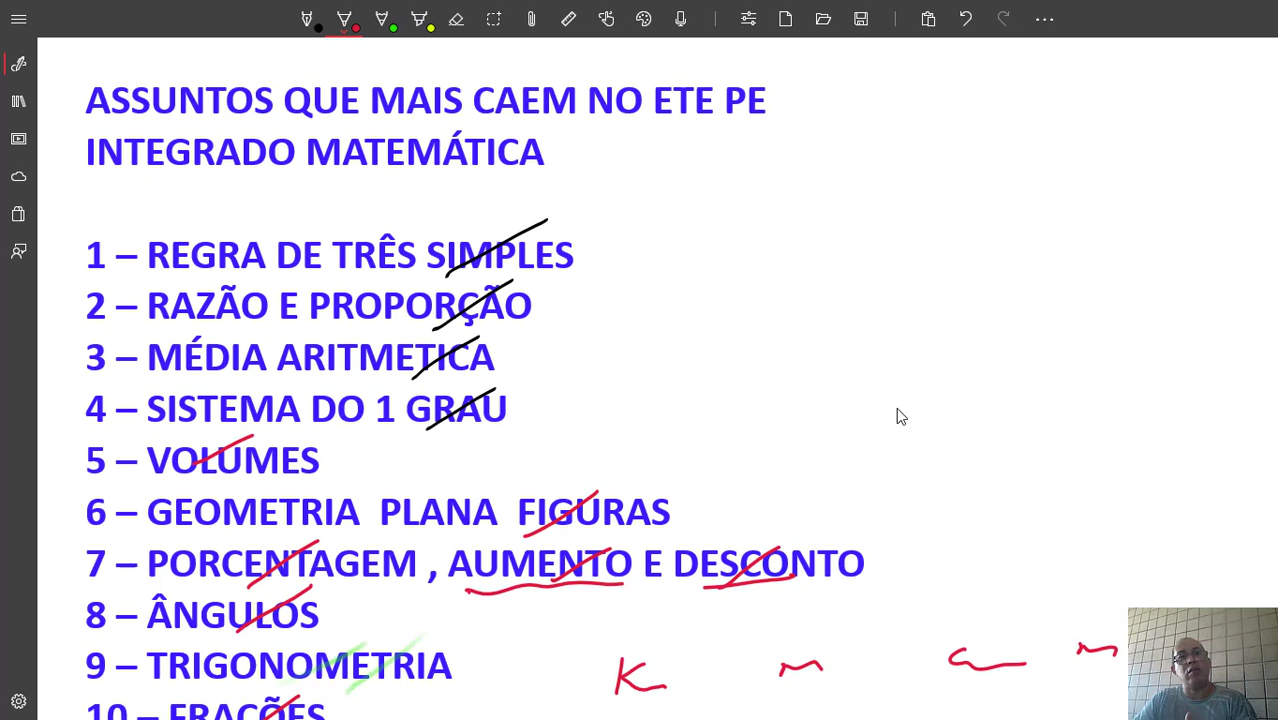 ASSUNTOS QUE MAIS CAEM NO ETE PE
INTEGRADO MATEMÁTICA
1 – REGRA DE TRÊS SIMPLES
2 – RAZÃO E PROPORÇÃO
3 – MÉDIA ARITMETICA
4 – SISTEMA DO 1 GRAU
5 – VOLUMES
6 – GEOMETRIA PLANA FIGURAS
7 – PORCENTAGEM , AUMENTO E DESCONTO
8 – ÂNGULOS
9 – TRIGONOMETRIA
10 – FRAÇÕES
K m